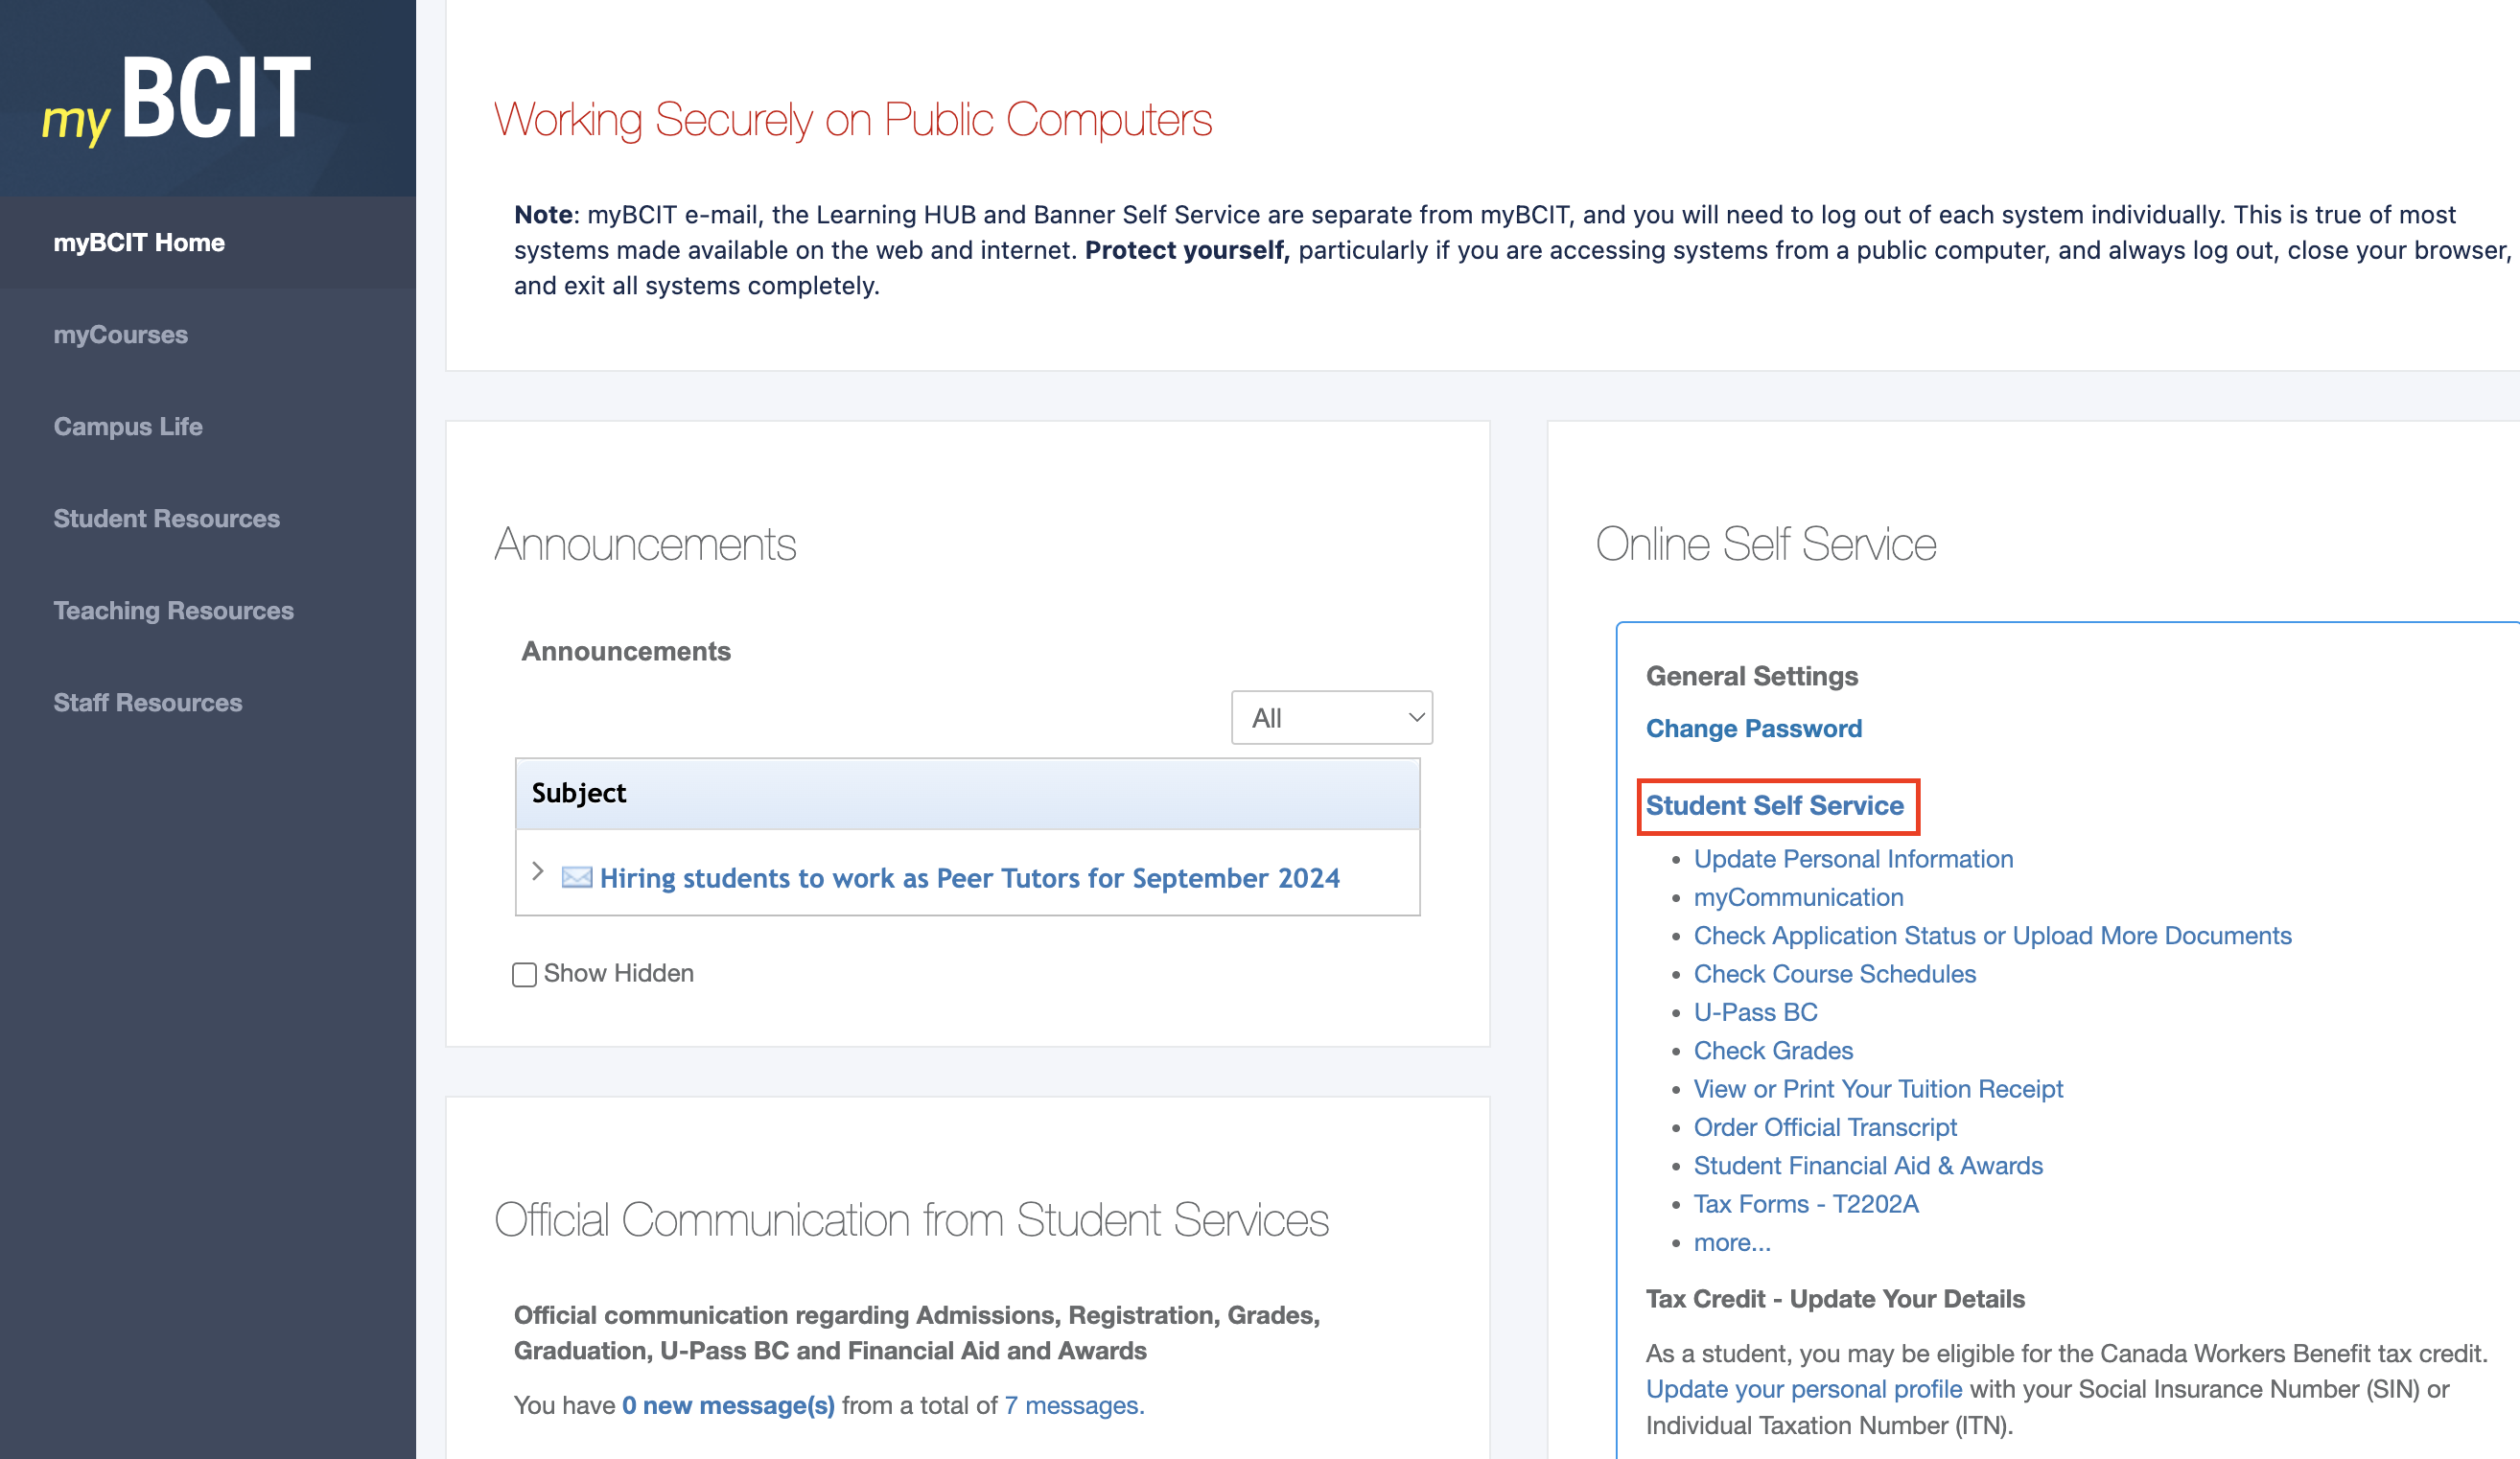 my BCIT
myBCIT Home
myCourses
Campus Life
Student Resources
Teaching Resources
Staff Resources
Working Securely on Public Computers
Note: myBCIT e-mail, the Learning HUB and Banner Self Service are separate from myBCIT, and you will need to log out of each system individually. This is true of most
systems made available on the web and internet. Protect yourself, particularly if you are accessing systems from a public computer, and always log out, close your browser,
and exit all systems completely.
Announcements
Announcements
All
Subject
Hiring students to work as Peer Tutors for September 2024
Show Hidden
Official Communication from Student Services
Official communication regarding Admissions, Registration, Grades,
Graduation, U-Pass BC and Financial Aid and Awards
You have 0 new message(s) from a total of 7 messages.
Online Self Service
General Settings
Change Password
Student Self Service
Update Personal Information
myCommunication
Check Application Status or Upload More Documents
Check Course Schedules
U-Pass BC
Check Grades
View or Print Your Tuition Receipt
Order Official Transcript
Student Financial Aid & Awards
Tax Forms - T2202A
more...
Tax Credit - Update Your Details
As a student, you may be eligible for the Canada Workers Benefit tax credit.
Update your personal profile with your Social Insurance Number (SIN) or
Individual Taxation Number (ITN).